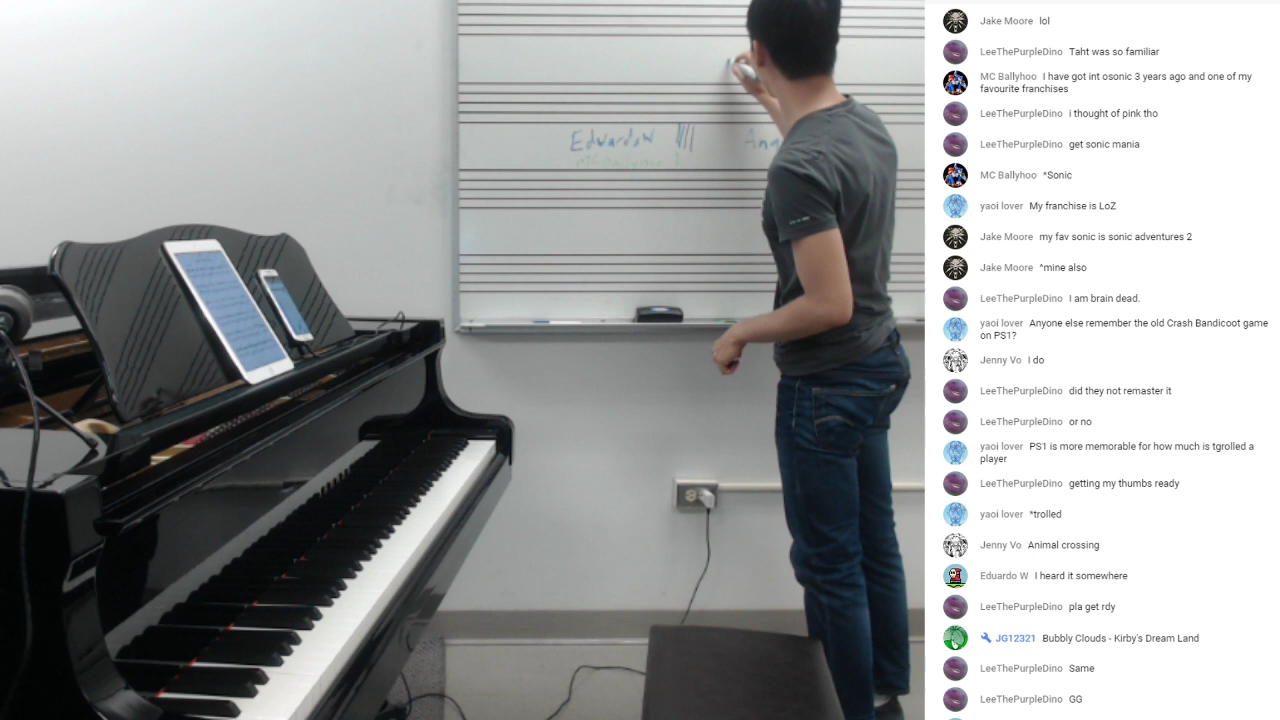 Jake Moore lol
LeeThePurpleDino Taht was so familiar
MC Ballyhoo I have got int osonic 3 years ago and one of my
favourite franchises
LeeThePurpleDino i thought of pink tho
LeeThePurpleDino get sonic mania
MC Ballyhoo *Sonic
yaoi lover My franchise is LoZ
Jake Moore my fav sonic is sonic adventures 2
Jake Moore ^mine also
LeeThePurpleDino I am brain dead.
yaoi lover Anyone else remember the old Crash Bandicoot game
on PS1?
Jenny Vo I do
LeeThePurpleDino did they not remaster it
LeeThePurpleDino or no
yaoi lover PS1 is more memorable for how much is tgrolled a
player
LeeThePurpleDino getting my thumbs ready
yaoi lover *trolled
Jenny Vo Animal crossing
Eduardo W I heard it somewhere
LeeThePurpleDino pla get rdy
JG12321 Bubbly Clouds - Kirby's Dream Land
LeeThePurpleDino Same
LeeThePurpleDino GG